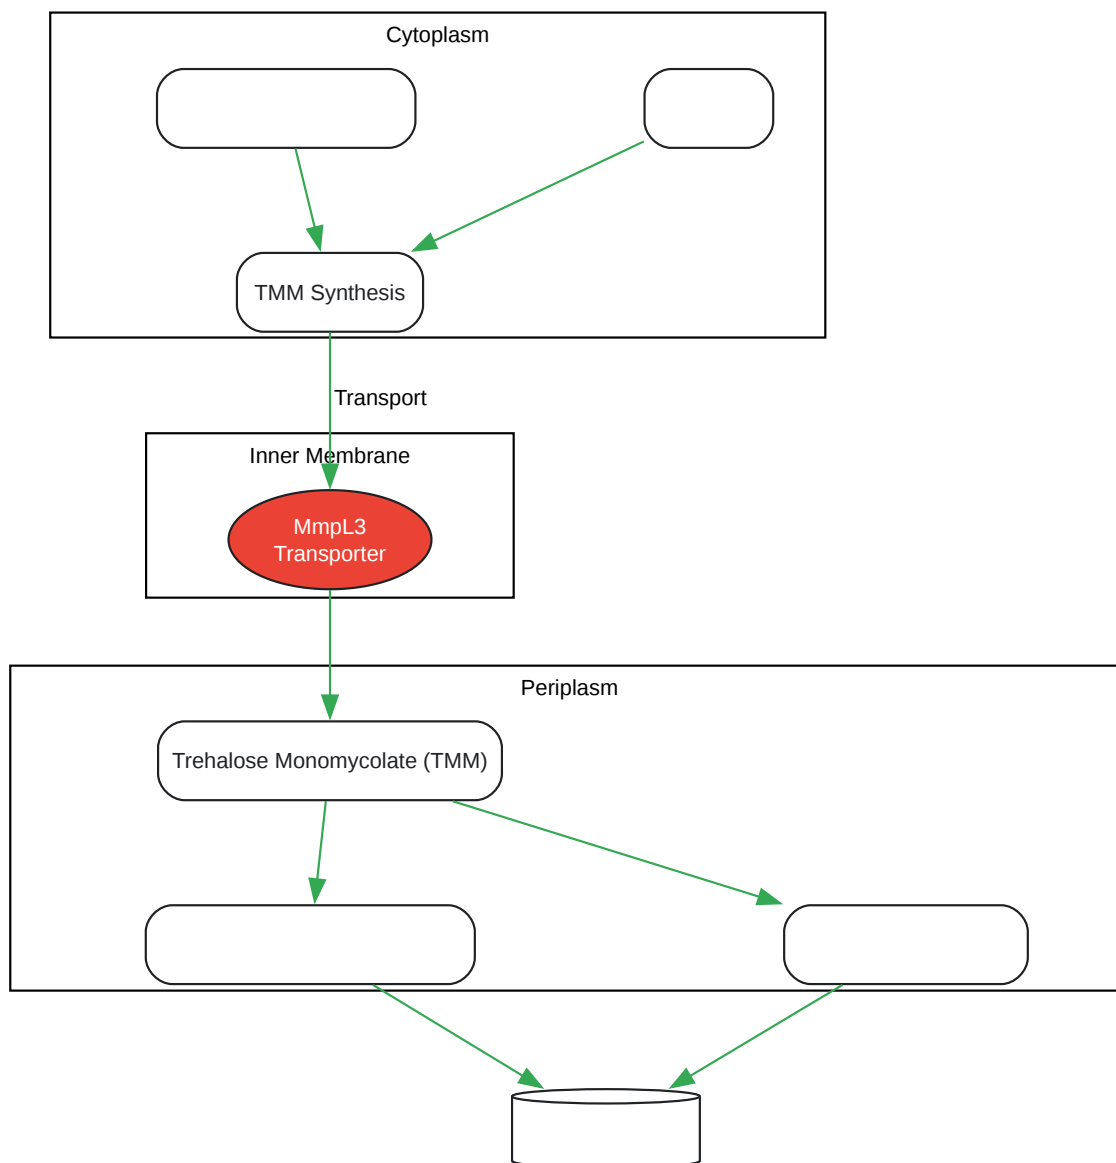 Cytoplasm
TMM Synthesis
Transport
Inner Membrane
MmpL3
Transporter
Periplasm
Trehalose Monomycolate (TMM)